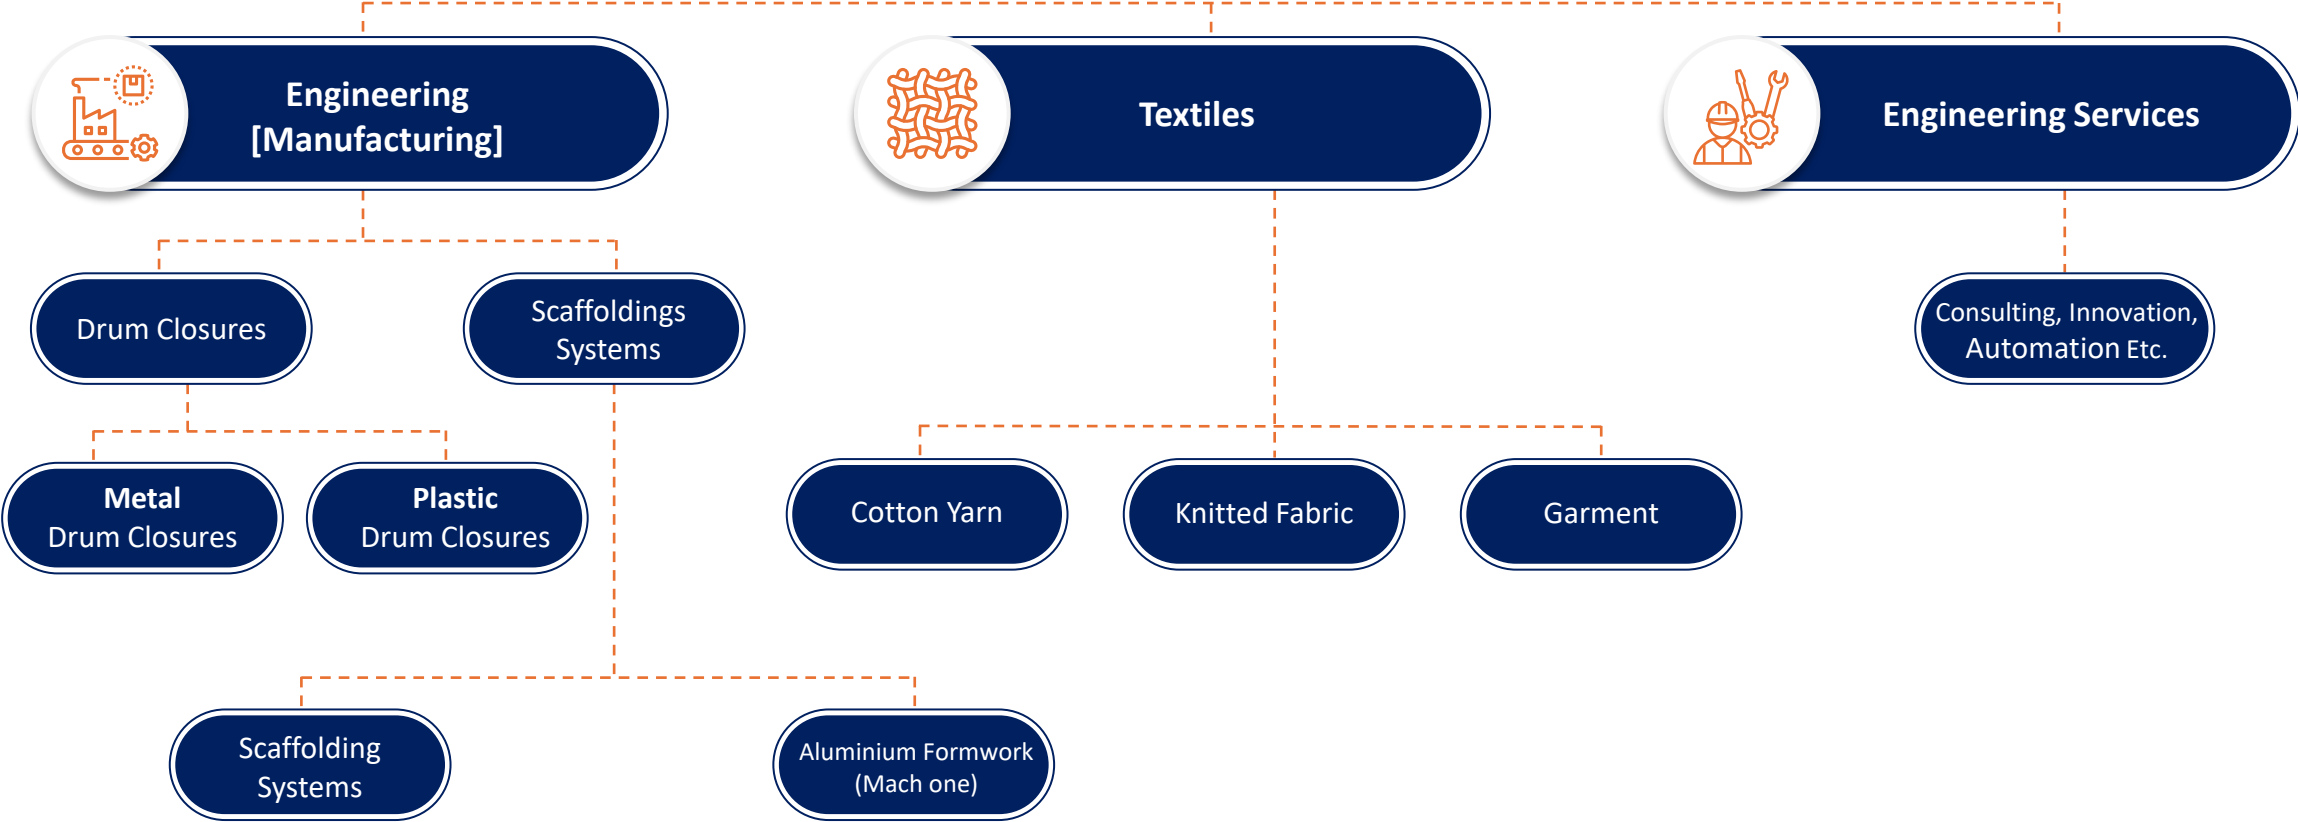 Engineering
[Manufacturing]
Textiles
Engineering Services
Drum Closures
Scaffoldings
Systems
Consulting, Innovation,
Automation Etc.
Metal
Drum Closures
Plastic
Drum Closures
Cotton Yarn
Knitted Fabric
Garment
Scaffolding
Systems
Aluminium Formwork
(Mach one)